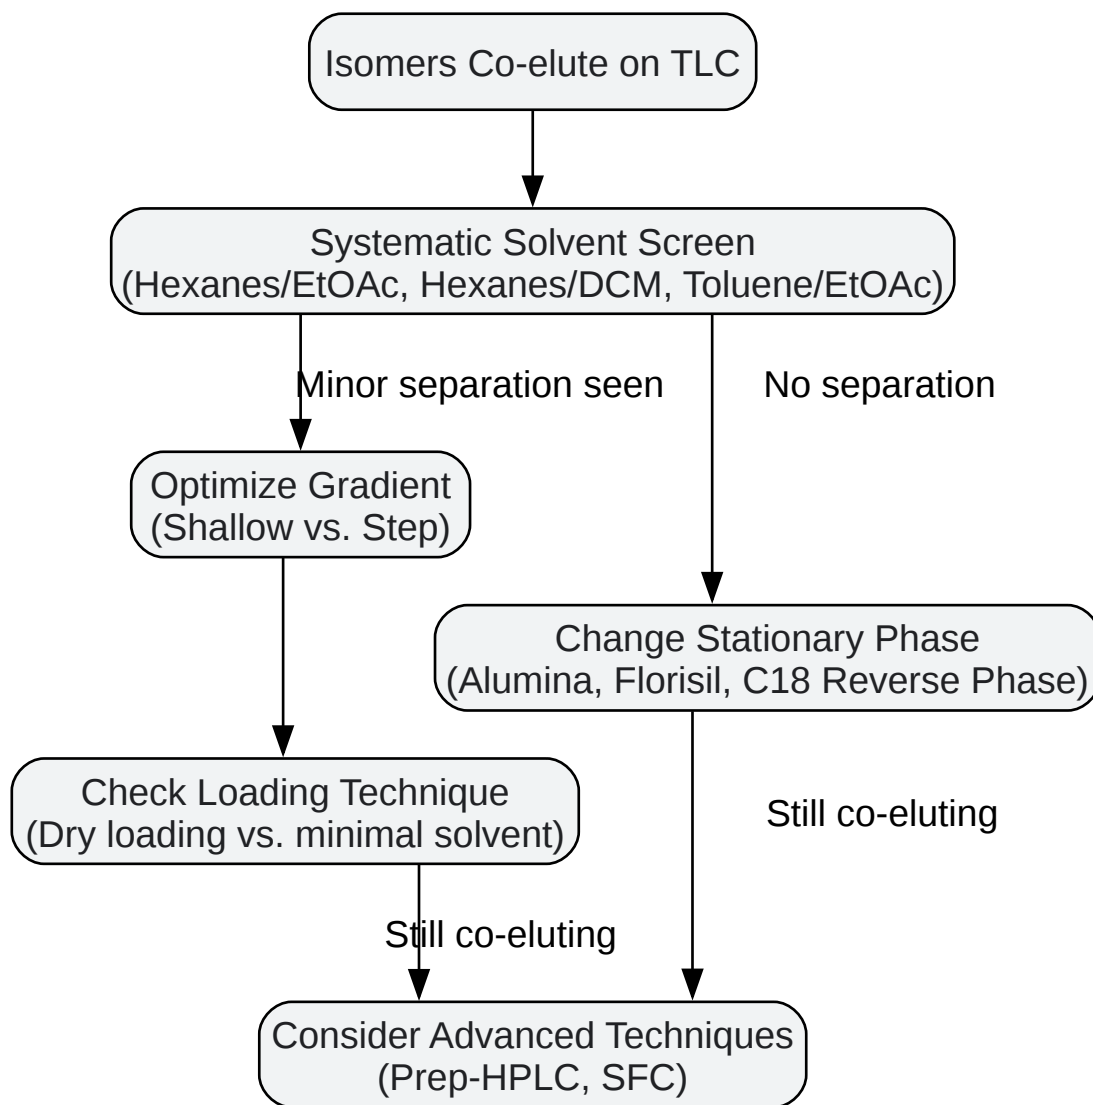 Isomers Co-elute on TLC
Systematic Solvent Screen
(Hexanes/EtOAc, Hexanes/DCM, Toluene/EtOAc)
Minor separation seen
No separation
Optimize Gradient
(Shallow vs. Step)
Change Stationary Phase
(Alumina, Florisil, C18 Reverse Phase)
Check Loading Technique
(Dry loading vs. minimal solvent)
Still co-eluting
Still co-eluting
Consider Advanced Techniques
(Prep-HPLC, SFC)